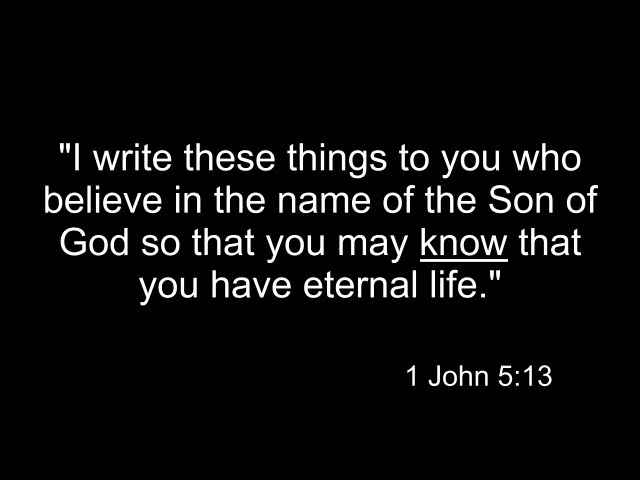 "I write these things to you who
believe in the name of the Son of
God so that you may know that
you have eternal life."
1 John 5:13